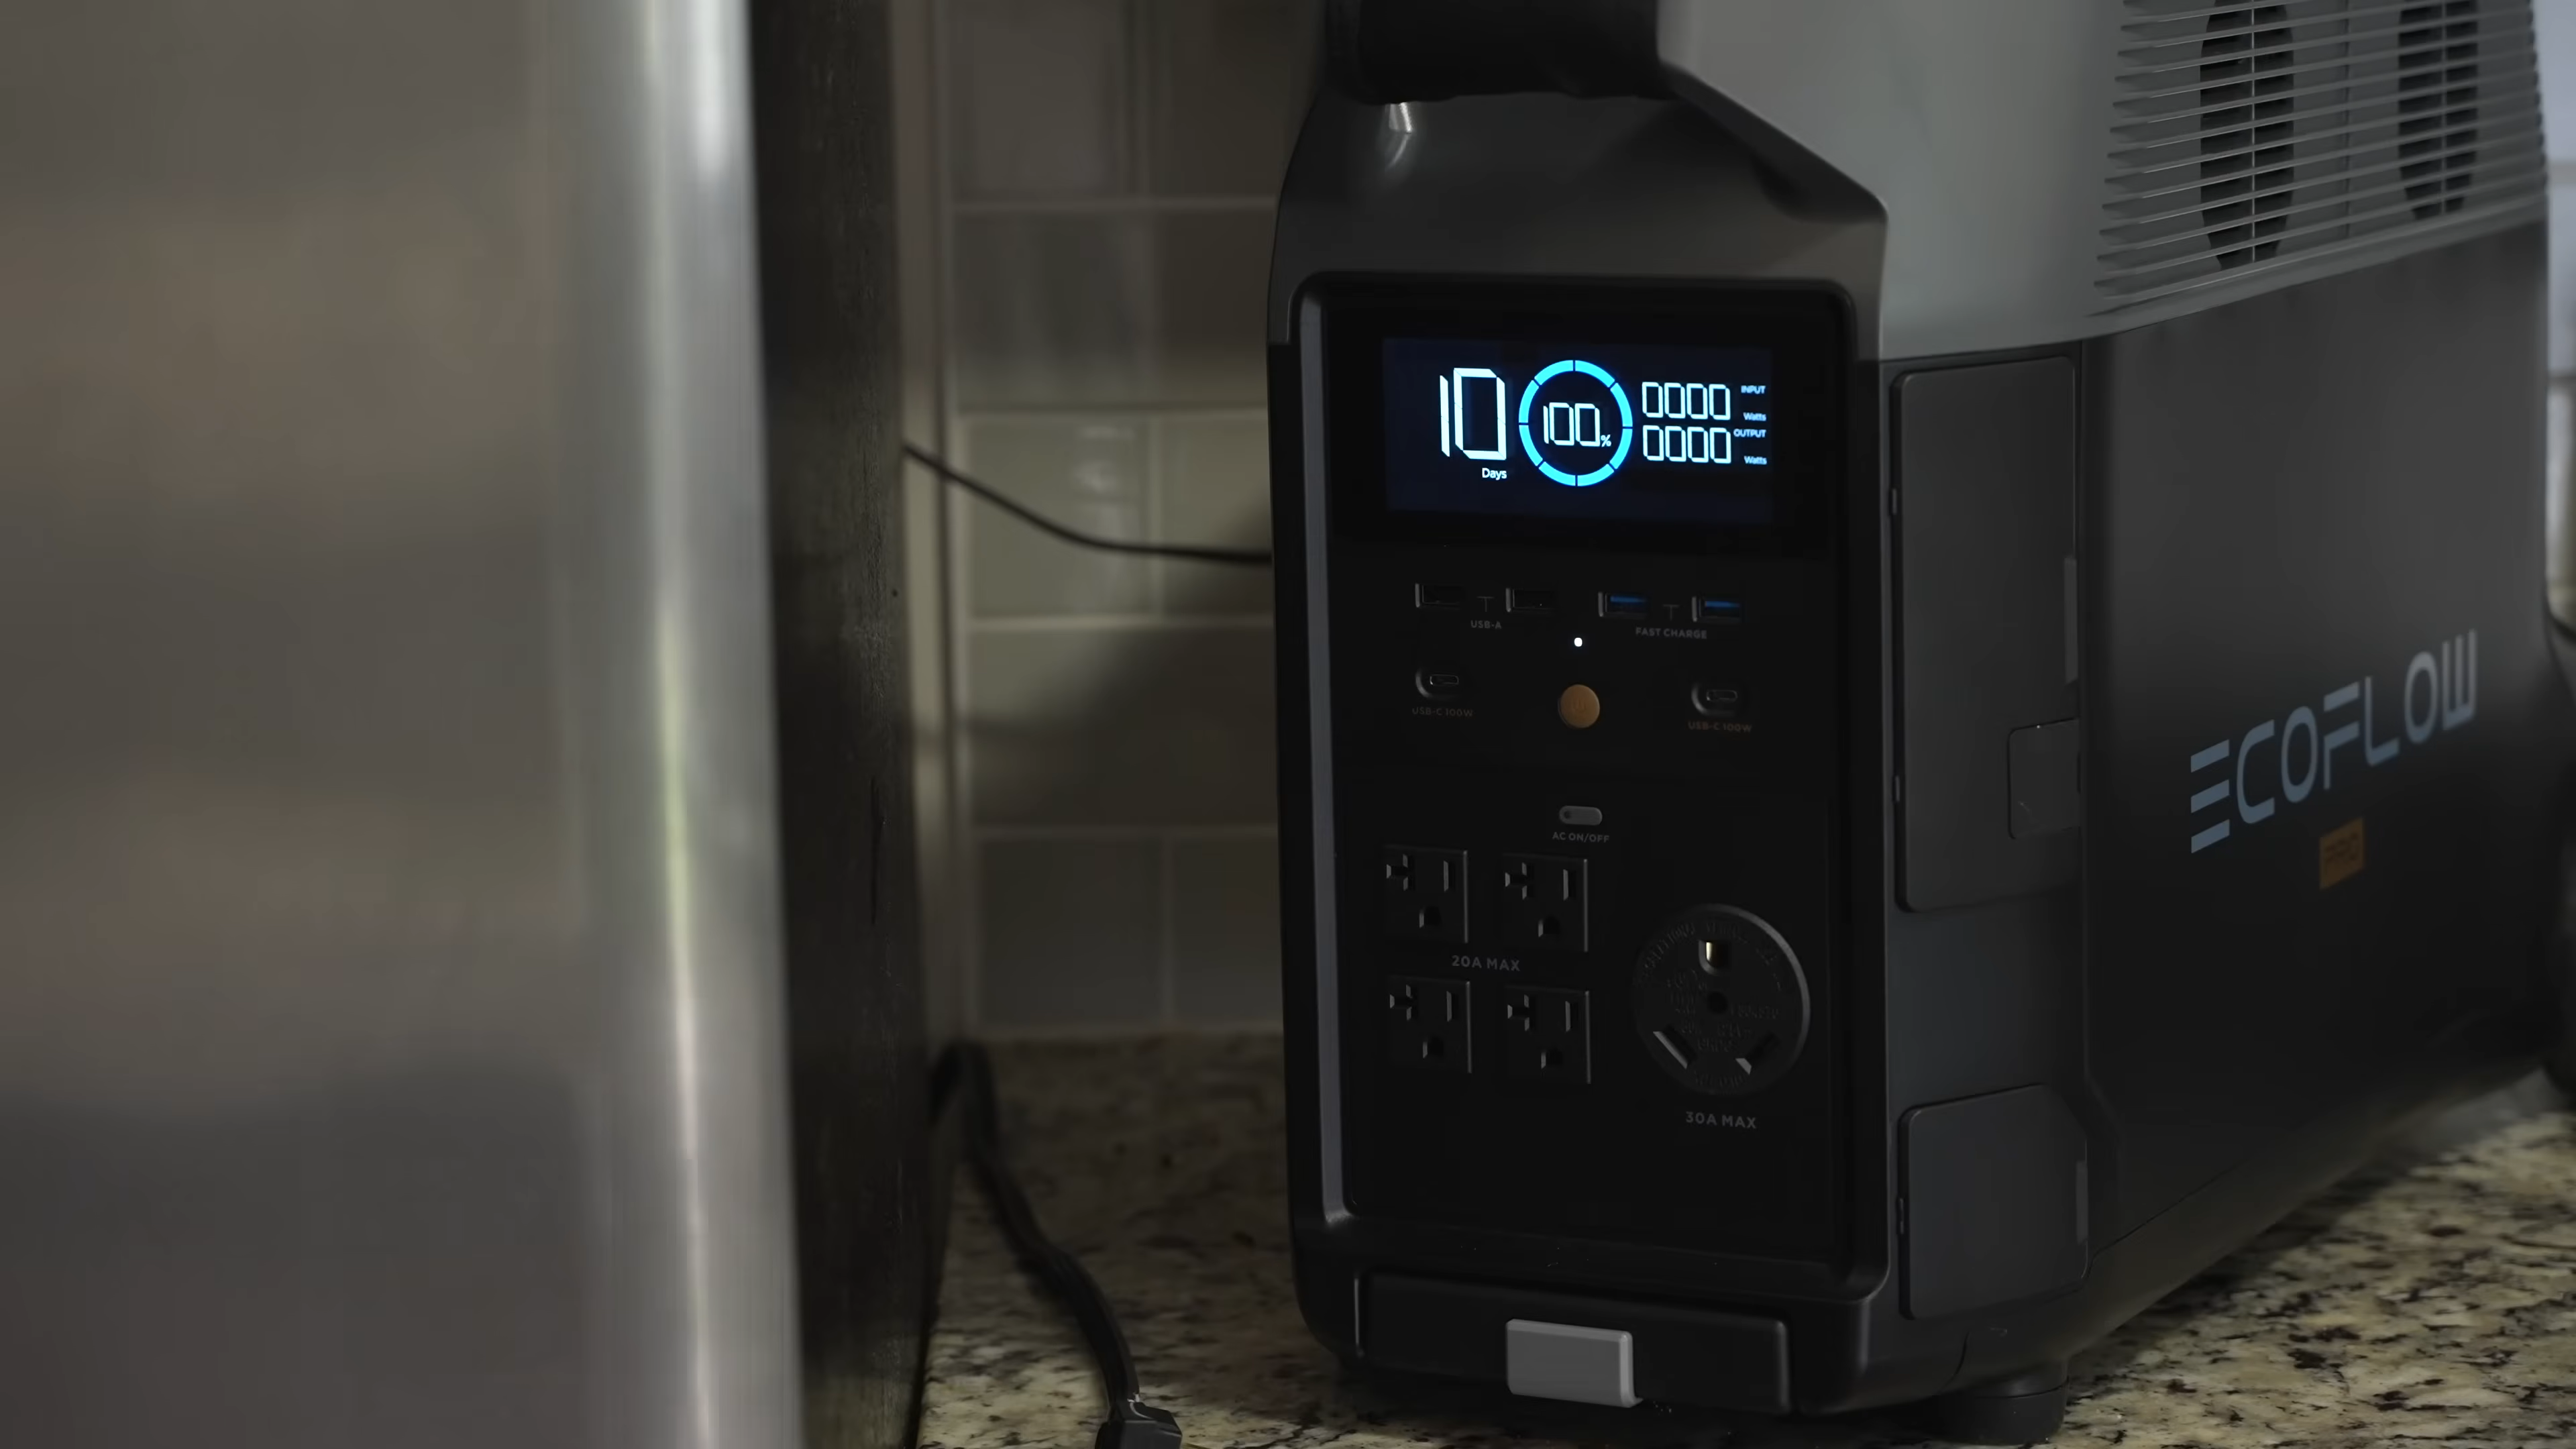 10
Days
100%
0000 INPUT Watts
0000 OUTPUT Watts
USB-A
FAST CHARGE
USB-C 100W
USB-C 100W
AC ON/OFF
20A MAX
30A MAX
ECOFLOW
PRO